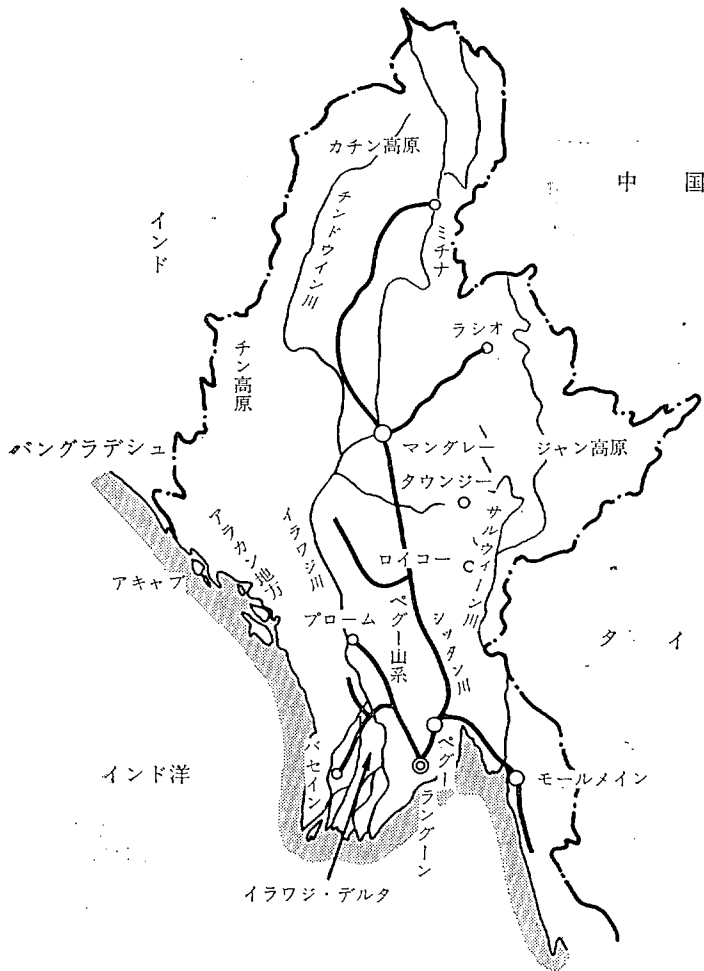 カチン高原
中国
インド
チンドウイン川
ミチナ
ラシオ
チン高原
バングラデシュ
マングレー
ジャン高原
タウンジー
サルウィーン川
イラワジ川
アラカン地方
ロイコー
アキャブ
プローム
ペグー山系
シッタン川
タイ
バセイン
ペグー
インド洋
ラングーン
モールメイン
イラワジ・デルタ